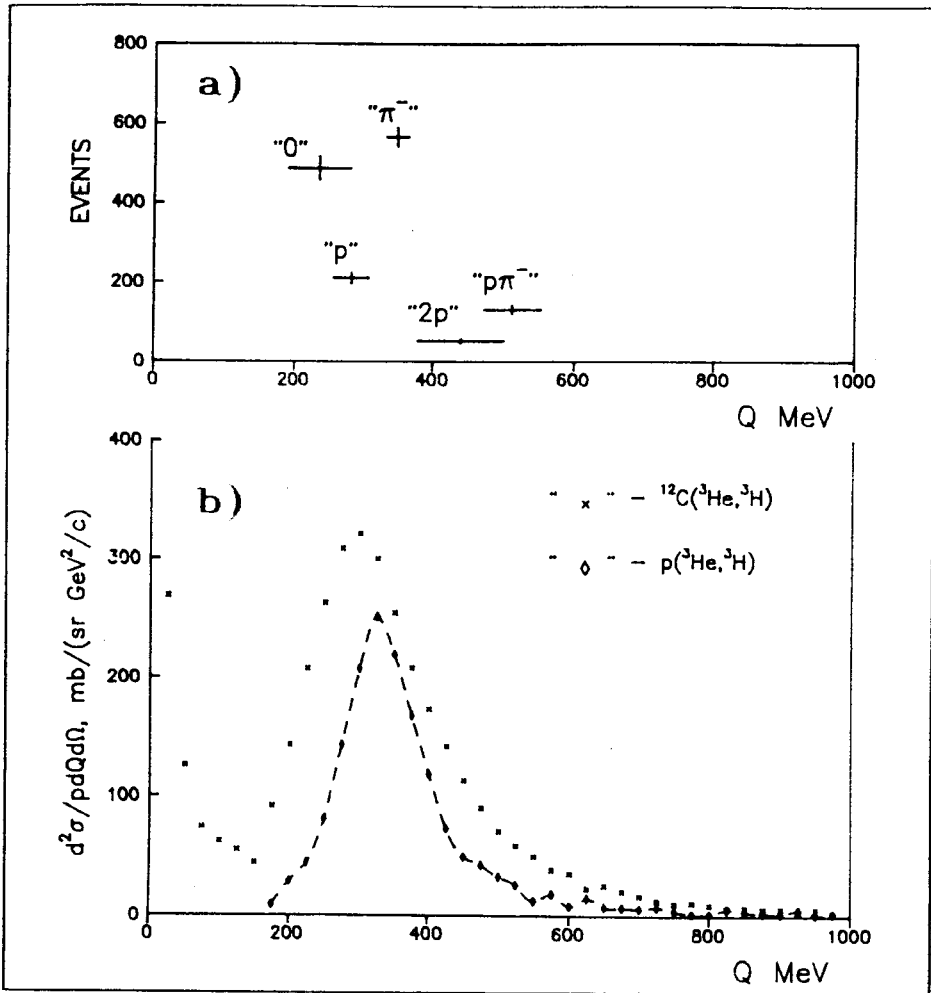 a)
800
600
400
200
0
EVENTS
"0"
"π⁻"
"p"
"2p"
"pπ⁻"
0 200 400 600 800 1000
Q MeV
b)
400
300
200
100
0
d²σ/pdQdΩ, mb/(sr GeV²/c)
" × " – ¹²C(³He,³H)
" ◊ " – p(³He,³H)
0 200 400 600 800 1000
Q MeV